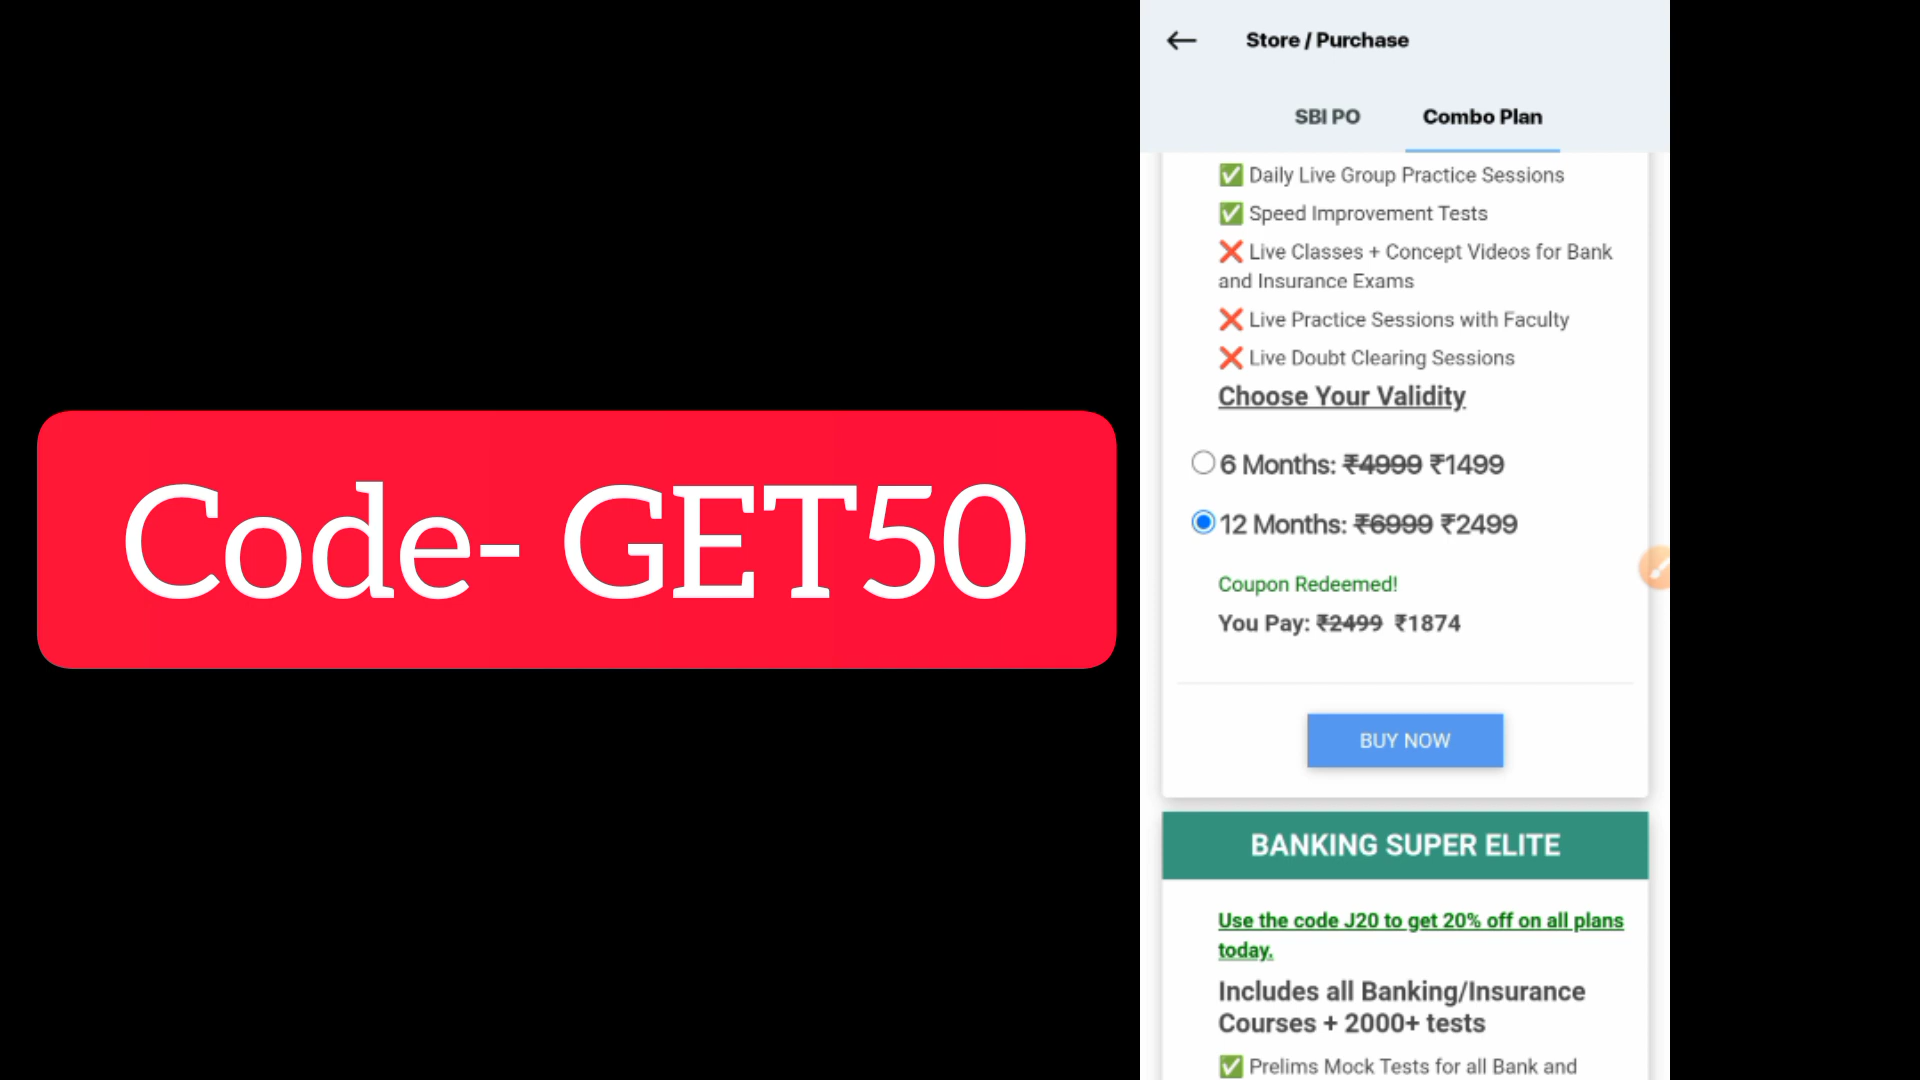 Code- GET50
Store / Purchase
SBI PO
Combo Plan
✅ Daily Live Group Practice Sessions
✅ Speed Improvement Tests
❌ Live Classes + Concept Videos for Bank
and Insurance Exams
❌ Live Practice Sessions with Faculty
❌ Live Doubt Clearing Sessions
Choose Your Validity
6 Months: ₹4999 ₹1499
12 Months: ₹6999 ₹2499
Coupon Redeemed!
You Pay: ₹2499 ₹1874
BUY NOW
BANKING SUPER ELITE
Use the code J20 to get 20% off on all plans
today.
Includes all Banking/Insurance
Courses + 2000+ tests
✅ Prelims Mock Tests for all Bank and